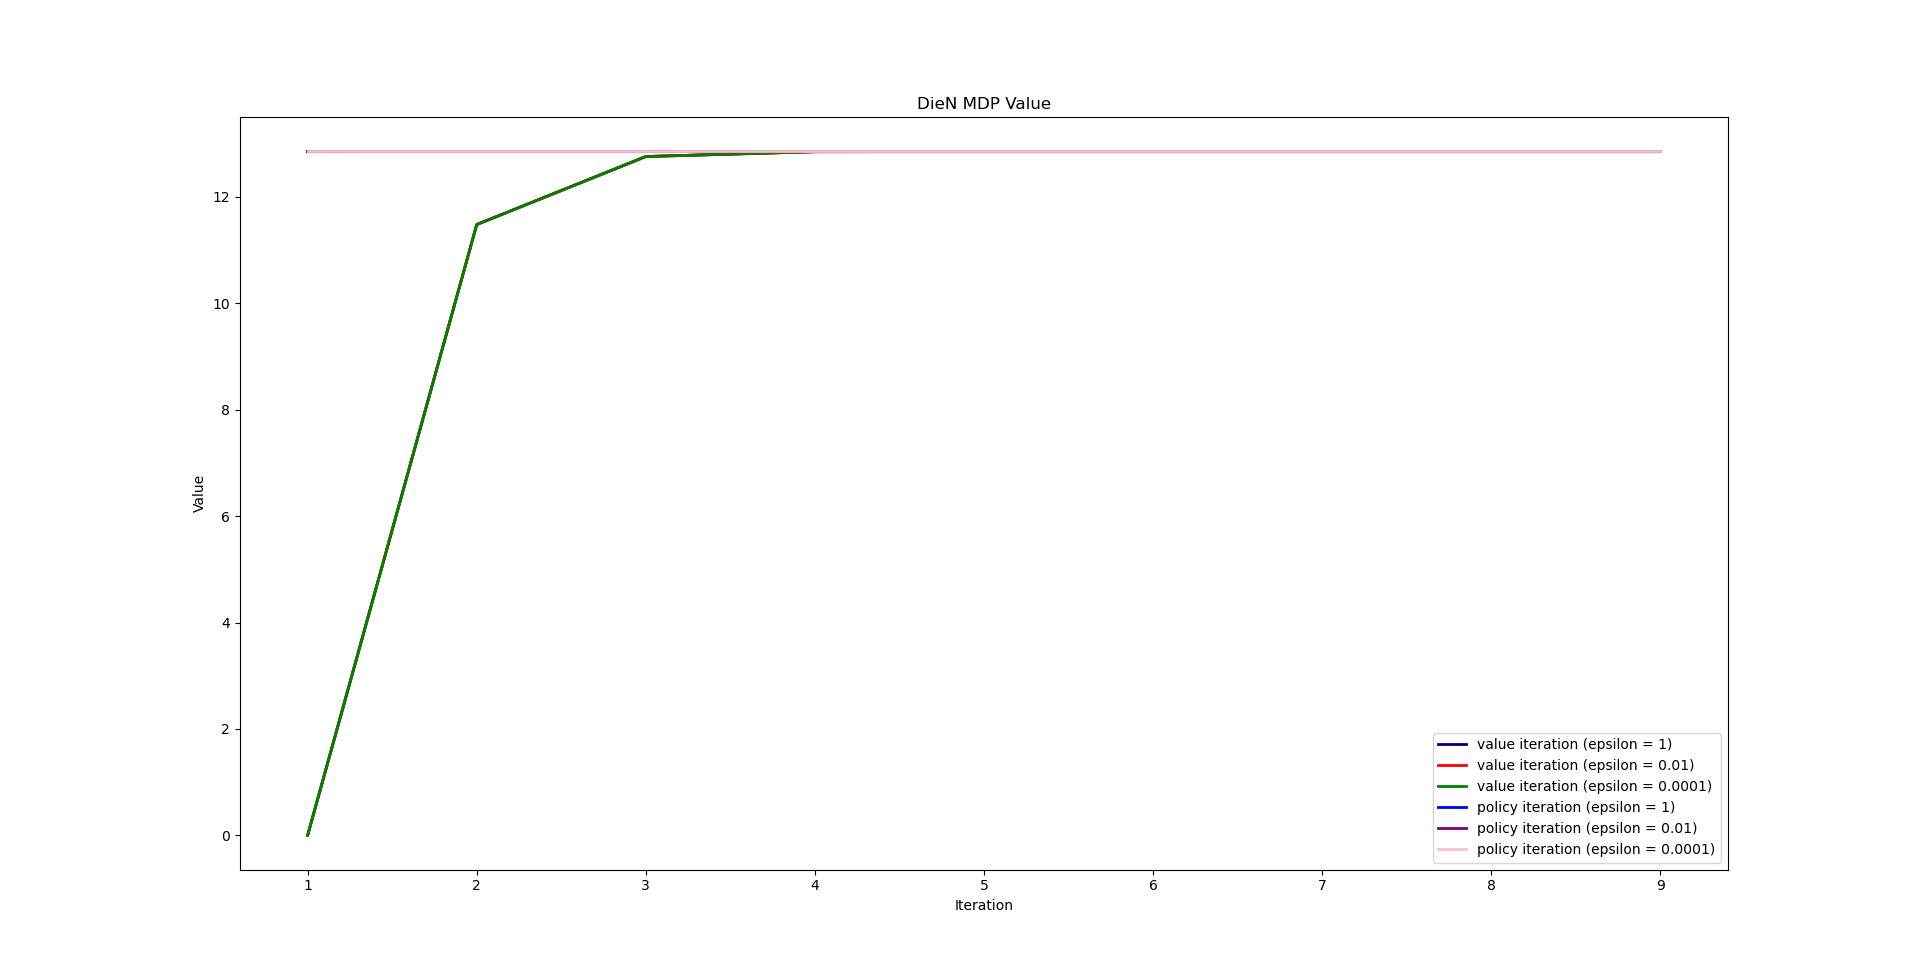 DieN MDP Value
Value
12
10
8
6
4
2
0
value iteration (epsilon = 1)
value iteration (epsilon = 0.01)
value iteration (epsilon = 0.0001)
policy iteration (epsilon = 1)
policy iteration (epsilon = 0.01)
policy iteration (epsilon = 0.0001)
1 2 3 4 5 6 7 8 9
Iteration